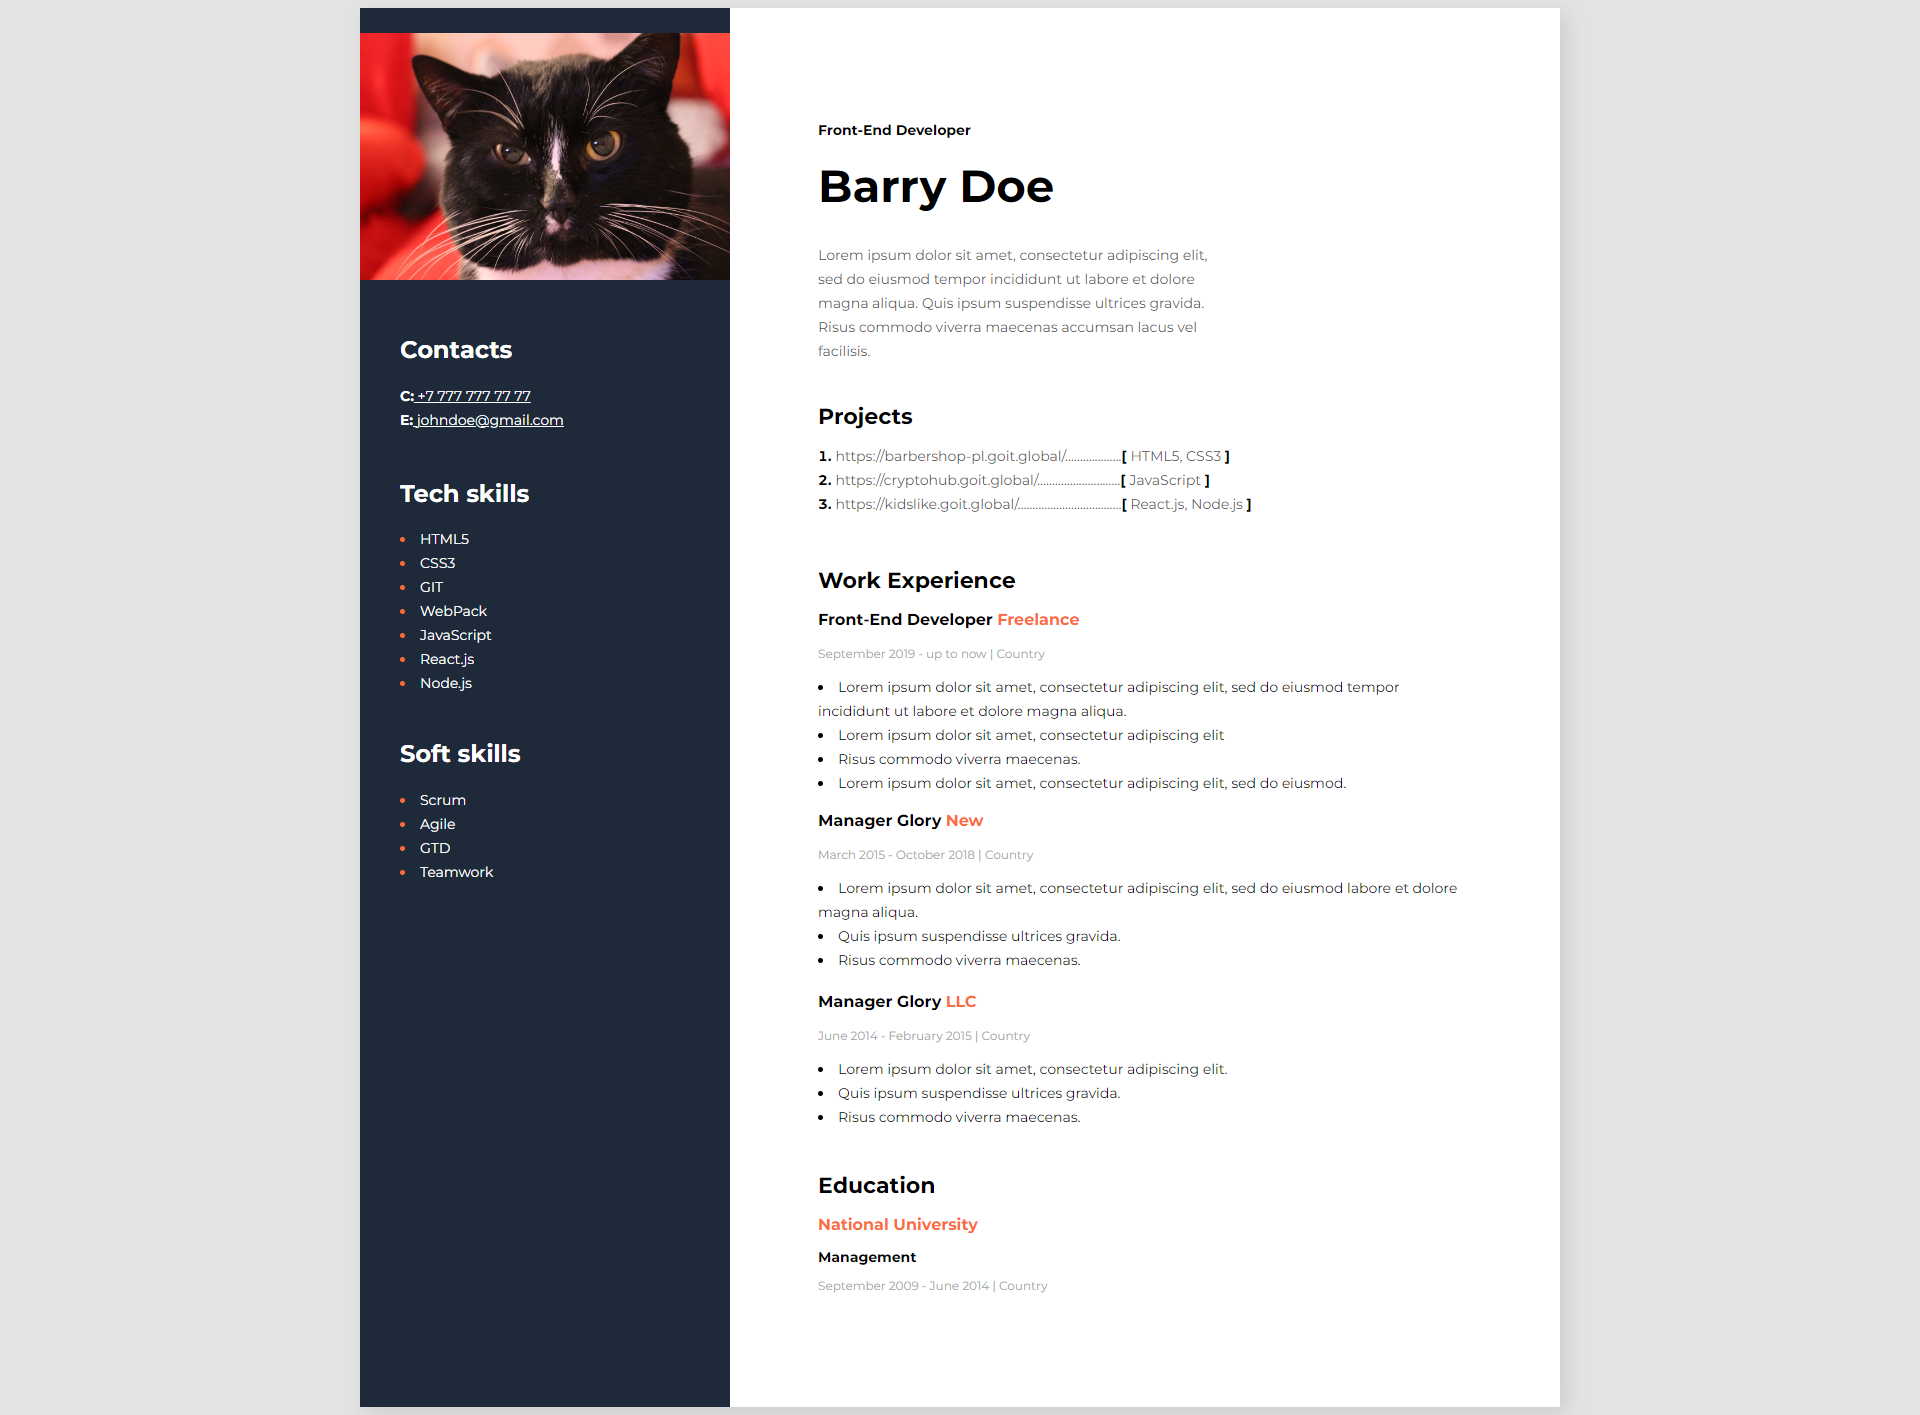 Contacts
C: +7 777 777 77 77
E: johndoe@gmail.com
Tech skills
• HTML5
• CSS3
• GIT
• WebPack
• JavaScript
• React.js
• Node.js
Soft skills
• Scrum
• Agile
• GTD
• Teamwork
Front-End Developer
Barry Doe
Lorem ipsum dolor sit amet, consectetur adipiscing elit,
sed do eiusmod tempor incididunt ut labore et dolore
magna aliqua. Quis ipsum suspendisse ultrices gravida.
Risus commodo viverra maecenas accumsan lacus vel
facilisis.
Projects
1. https://barbershop-pl.goit.global/...................[ HTML5, CSS3 ]
2. https://cryptohub.goit.global/............................[ JavaScript ]
3. https://kidslike.goit.global/...................................[ React.js, Node.js ]
Work Experience
Front-End Developer Freelance
September 2019 - up to now | Country
• Lorem ipsum dolor sit amet, consectetur adipiscing elit, sed do eiusmod tempor
incididunt ut labore et dolore magna aliqua.
• Lorem ipsum dolor sit amet, consectetur adipiscing elit
• Risus commodo viverra maecenas.
• Lorem ipsum dolor sit amet, consectetur adipiscing elit, sed do eiusmod.
Manager Glory New
March 2015 - October 2018 | Country
• Lorem ipsum dolor sit amet, consectetur adipiscing elit, sed do eiusmod labore et dolore
magna aliqua.
• Quis ipsum suspendisse ultrices gravida.
• Risus commodo viverra maecenas.
Manager Glory LLC
June 2014 - February 2015 | Country
• Lorem ipsum dolor sit amet, consectetur adipiscing elit.
• Quis ipsum suspendisse ultrices gravida.
• Risus commodo viverra maecenas.
Education
National University
Management
September 2009 - June 2014 | Country